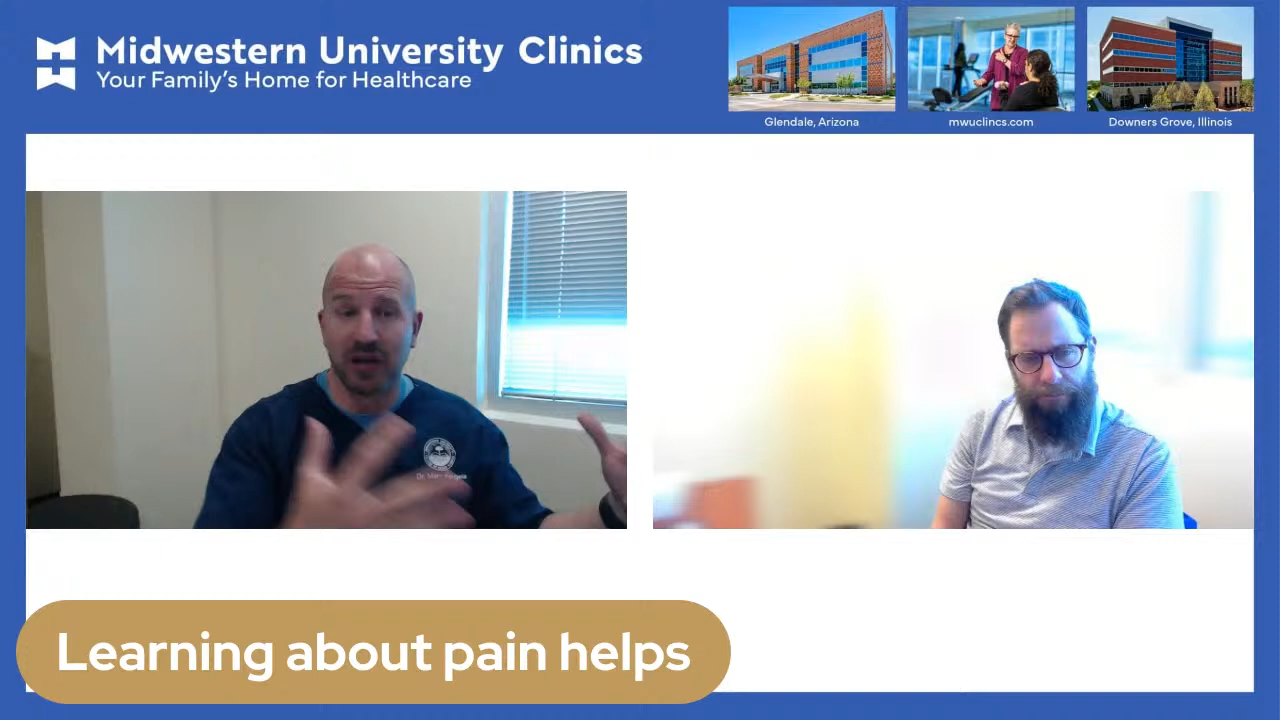 Midwestern University Clinics
Your Family's Home for Healthcare
Glendale, Arizona
mwuclincs.com
Downers Grove, Illinois
Learning about pain helps